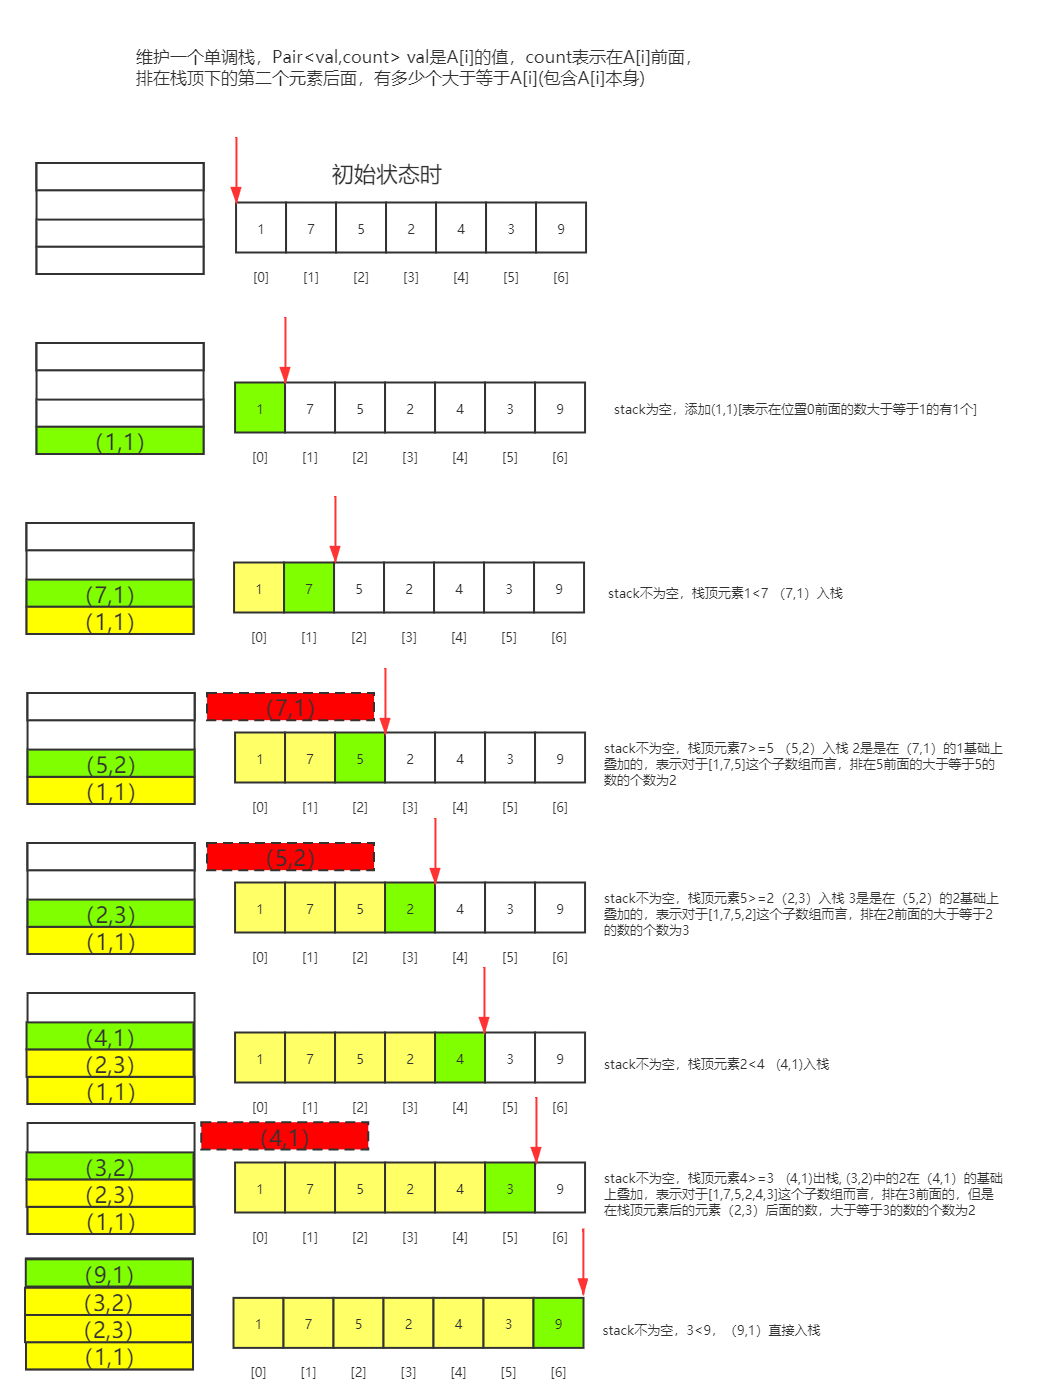 维护一个单调栈，Pair<val,count> val是A[i]的值，count表示在A[i]前面，
排在栈顶下的第二个元素后面，有多少个大于等于A[i](包含A[i]本身)
初始状态时
1 7 5 2 4 3 9
[0] [1] [2] [3] [4] [5] [6]
(1,1)
1 7 5 2 4 3 9
[0] [1] [2] [3] [4] [5] [6]
stack为空，添加(1,1)[表示在位置0前面的数大于等于1的有1个]
(7,1)
(1,1)
1 7 5 2 4 3 9
[0] [1] [2] [3] [4] [5] [6]
stack不为空，栈顶元素1<7 （7,1）入栈
(7,1)
(5,2)
(1,1)
1 7 5 2 4 3 9
[0] [1] [2] [3] [4] [5] [6]
stack不为空，栈顶元素7>=5 （5,2）入栈 2是是在（7,1）的1基础上
叠加的，表示对于[1,7,5]这个子数组而言，排在5前面的大于等于5的
数的个数为2
(5,2)
(2,3)
(1,1)
1 7 5 2 4 3 9
[0] [1] [2] [3] [4] [5] [6]
stack不为空，栈顶元素5>=2（2,3）入栈 3是是在（5,2）的2基础上
叠加的，表示对于[1,7,5,2]这个子数组而言，排在2前面的大于等于2
的数的个数为3
(4,1)
(2,3)
(1,1)
1 7 5 2 4 3 9
[0] [1] [2] [3] [4] [5] [6]
stack不为空，栈顶元素2<4 （4,1)入栈
(4,1)
(3,2)
(2,3)
(1,1)
1 7 5 2 4 3 9
[0] [1] [2] [3] [4] [5] [6]
stack不为空，栈顶元素4>=3 （4,1)出栈, (3,2)中的2在（4,1）的基础
上叠加，表示对于[1,7,5,2,4,3]这个子数组而言，排在3前面的，但是
在栈顶元素后的元素（2,3）后面的数，大于等于3的数的个数为2
(9,1)
(3,2)
(2,3)
(1,1)
1 7 5 2 4 3 9
[0] [1] [2] [3] [4] [5] [6]
stack不为空，3<9，（9,1）直接入栈